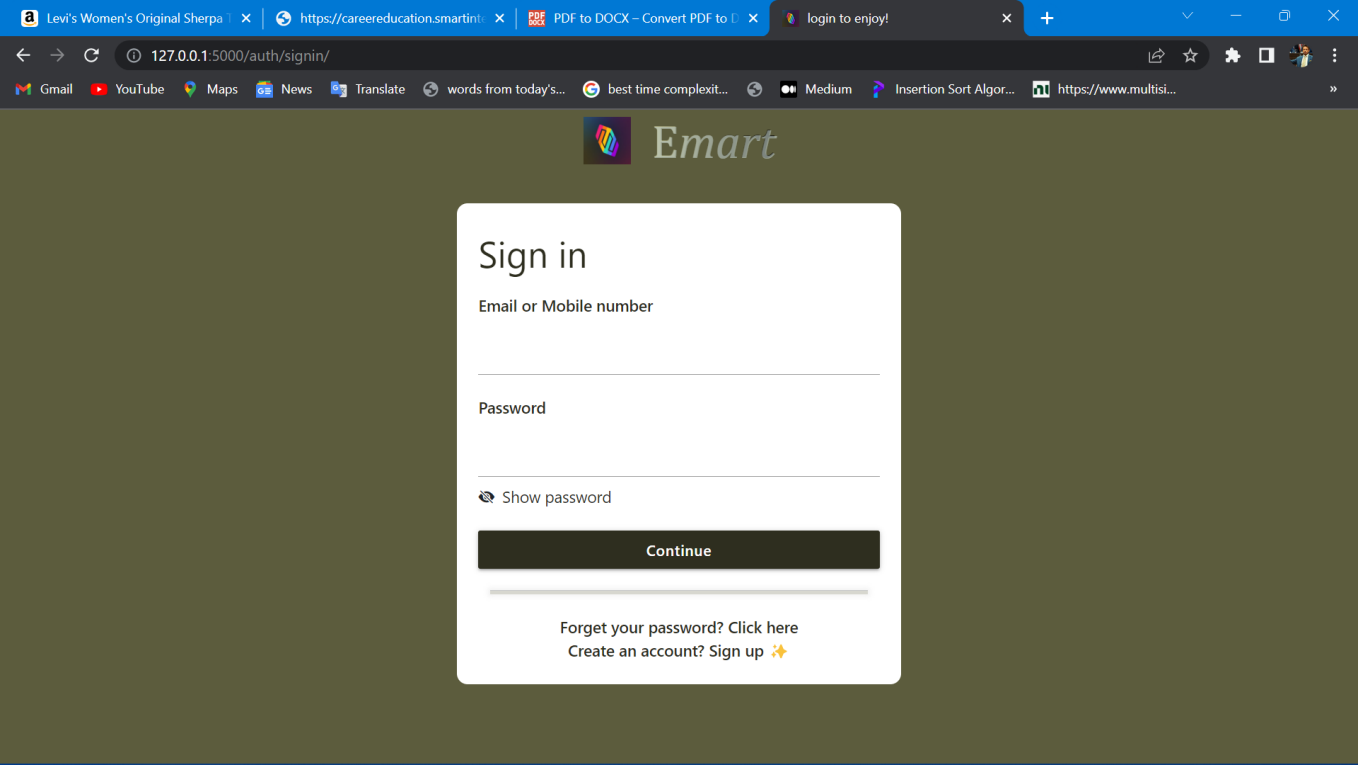 Levi's Women's Original Sherpa T
https://careereducation.smartinte
PDF to DOCX – Convert PDF to D
login to enjoy!
127.0.0.1:5000/auth/signin/
Gmail YouTube Maps News Translate words from today's... best time complexit... Medium Insertion Sort Algor... https://www.multisi... »
Emart
Sign in
Email or Mobile number
Password
Show password
Continue
Forget your password? Click here
Create an account? Sign up ✨